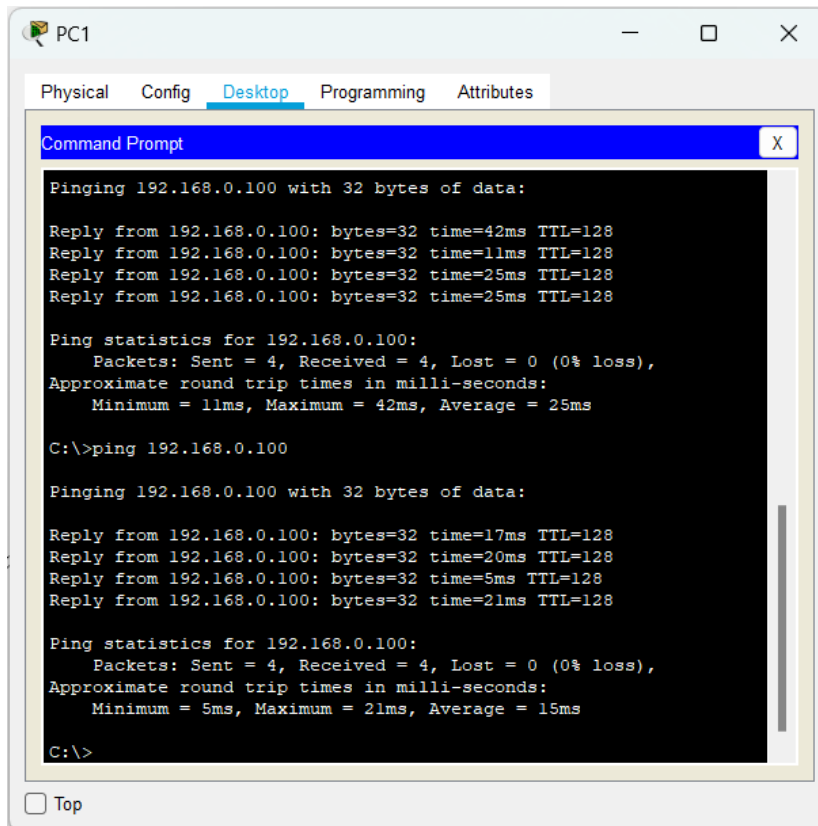 PC1
Physical Config Desktop Programming Attributes
Command Prompt X
Pinging 192.168.0.100 with 32 bytes of data:
Reply from 192.168.0.100: bytes=32 time=42ms TTL=128
Reply from 192.168.0.100: bytes=32 time=11ms TTL=128
Reply from 192.168.0.100: bytes=32 time=25ms TTL=128
Reply from 192.168.0.100: bytes=32 time=25ms TTL=128
Ping statistics for 192.168.0.100:
Packets: Sent = 4, Received = 4, Lost = 0 (0% loss),
Approximate round trip times in milli-seconds:
Minimum = 11ms, Maximum = 42ms, Average = 25ms
C:\>ping 192.168.0.100
Pinging 192.168.0.100 with 32 bytes of data:
Reply from 192.168.0.100: bytes=32 time=17ms TTL=128
Reply from 192.168.0.100: bytes=32 time=20ms TTL=128
Reply from 192.168.0.100: bytes=32 time=5ms TTL=128
Reply from 192.168.0.100: bytes=32 time=21ms TTL=128
Ping statistics for 192.168.0.100:
Packets: Sent = 4, Received = 4, Lost = 0 (0% loss),
Approximate round trip times in milli-seconds:
Minimum = 5ms, Maximum = 21ms, Average = 15ms
C:\>
Top